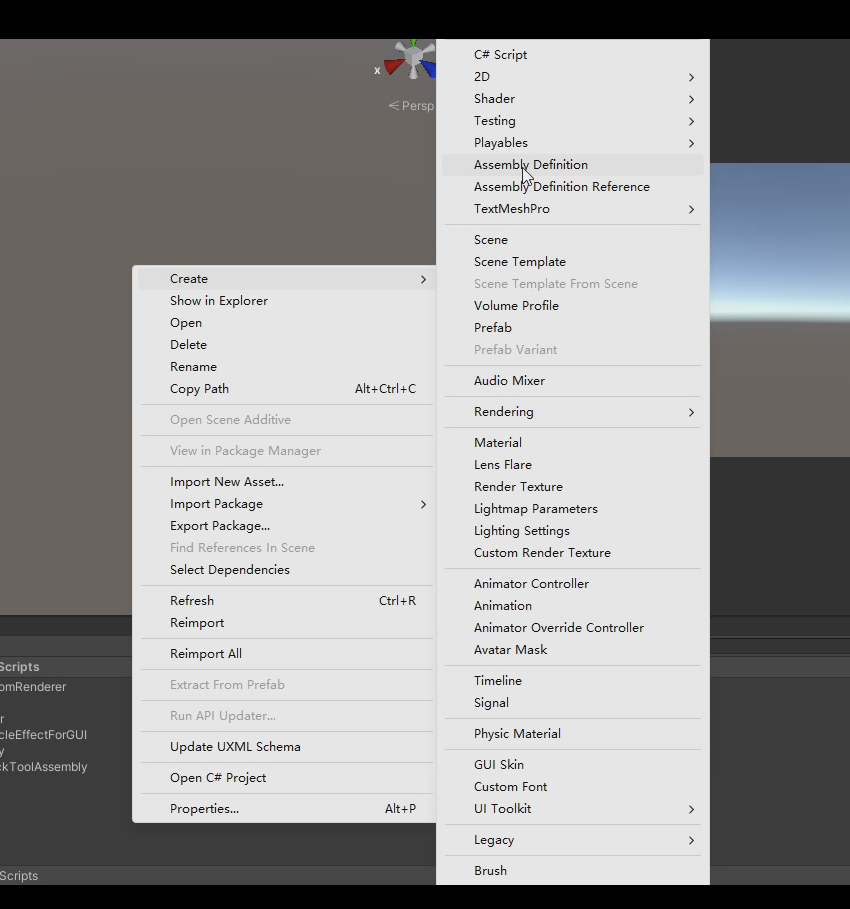 x
Persp
Create
Show in Explorer
Open
Delete
Rename
Copy Path Alt+Ctrl+C
Open Scene Additive
View in Package Manager
Import New Asset...
Import Package
Export Package...
Find References In Scene
Select Dependencies
Refresh Ctrl+R
Reimport
Reimport All
Extract From Prefab
Run API Updater...
Update UXML Schema
Open C# Project
Properties... Alt+P
C# Script
2D
Shader
Testing
Playables
Assembly Definition
Assembly Definition Reference
TextMeshPro
Scene
Scene Template
Scene Template From Scene
Volume Profile
Prefab
Prefab Variant
Audio Mixer
Rendering
Material
Lens Flare
Render Texture
Lightmap Parameters
Lighting Settings
Custom Render Texture
Animator Controller
Animation
Animator Override Controller
Avatar Mask
Timeline
Signal
Physic Material
GUI Skin
Custom Font
UI Toolkit
Legacy
Brush
Scripts
omRenderer
r
cleEffectForGUI
y
ckToolAssembly
Scripts